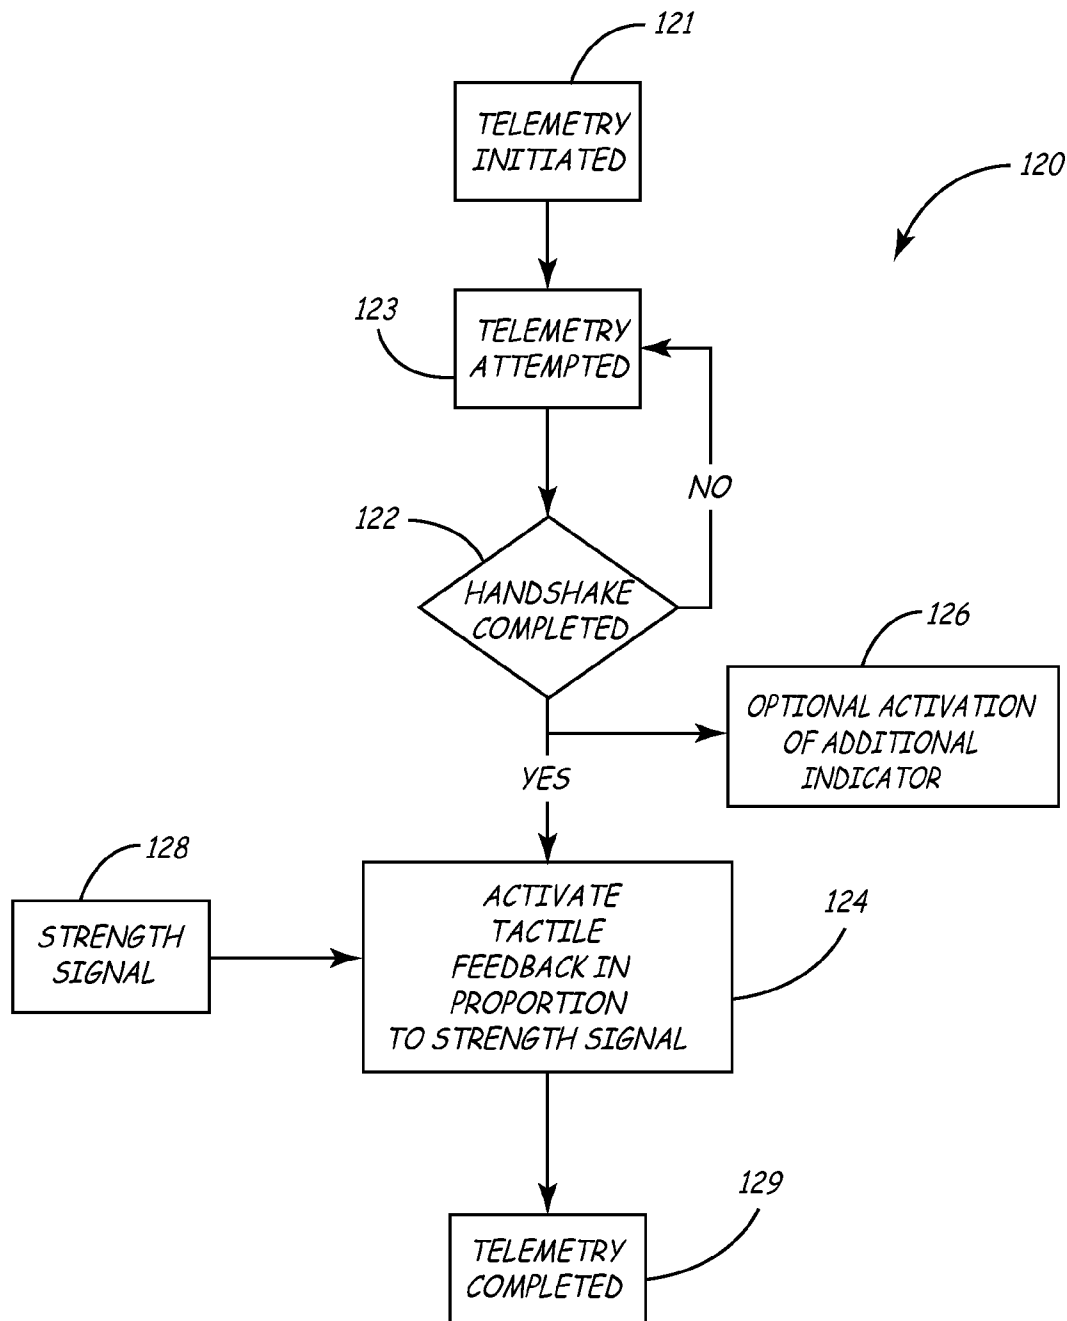 121
TELEMETRY
INITIATED
120
123
TELEMETRY
ATTEMPTED
NO
122
HANDSHAKE
COMPLETED
126
OPTIONAL ACTIVATION
OF ADDITIONAL
INDICATOR
YES
128
STRENGTH
SIGNAL
ACTIVATE
TACTILE
FEEDBACK IN
PROPORTION
TO STRENGTH SIGNAL
124
129
TELEMETRY
COMPLETED